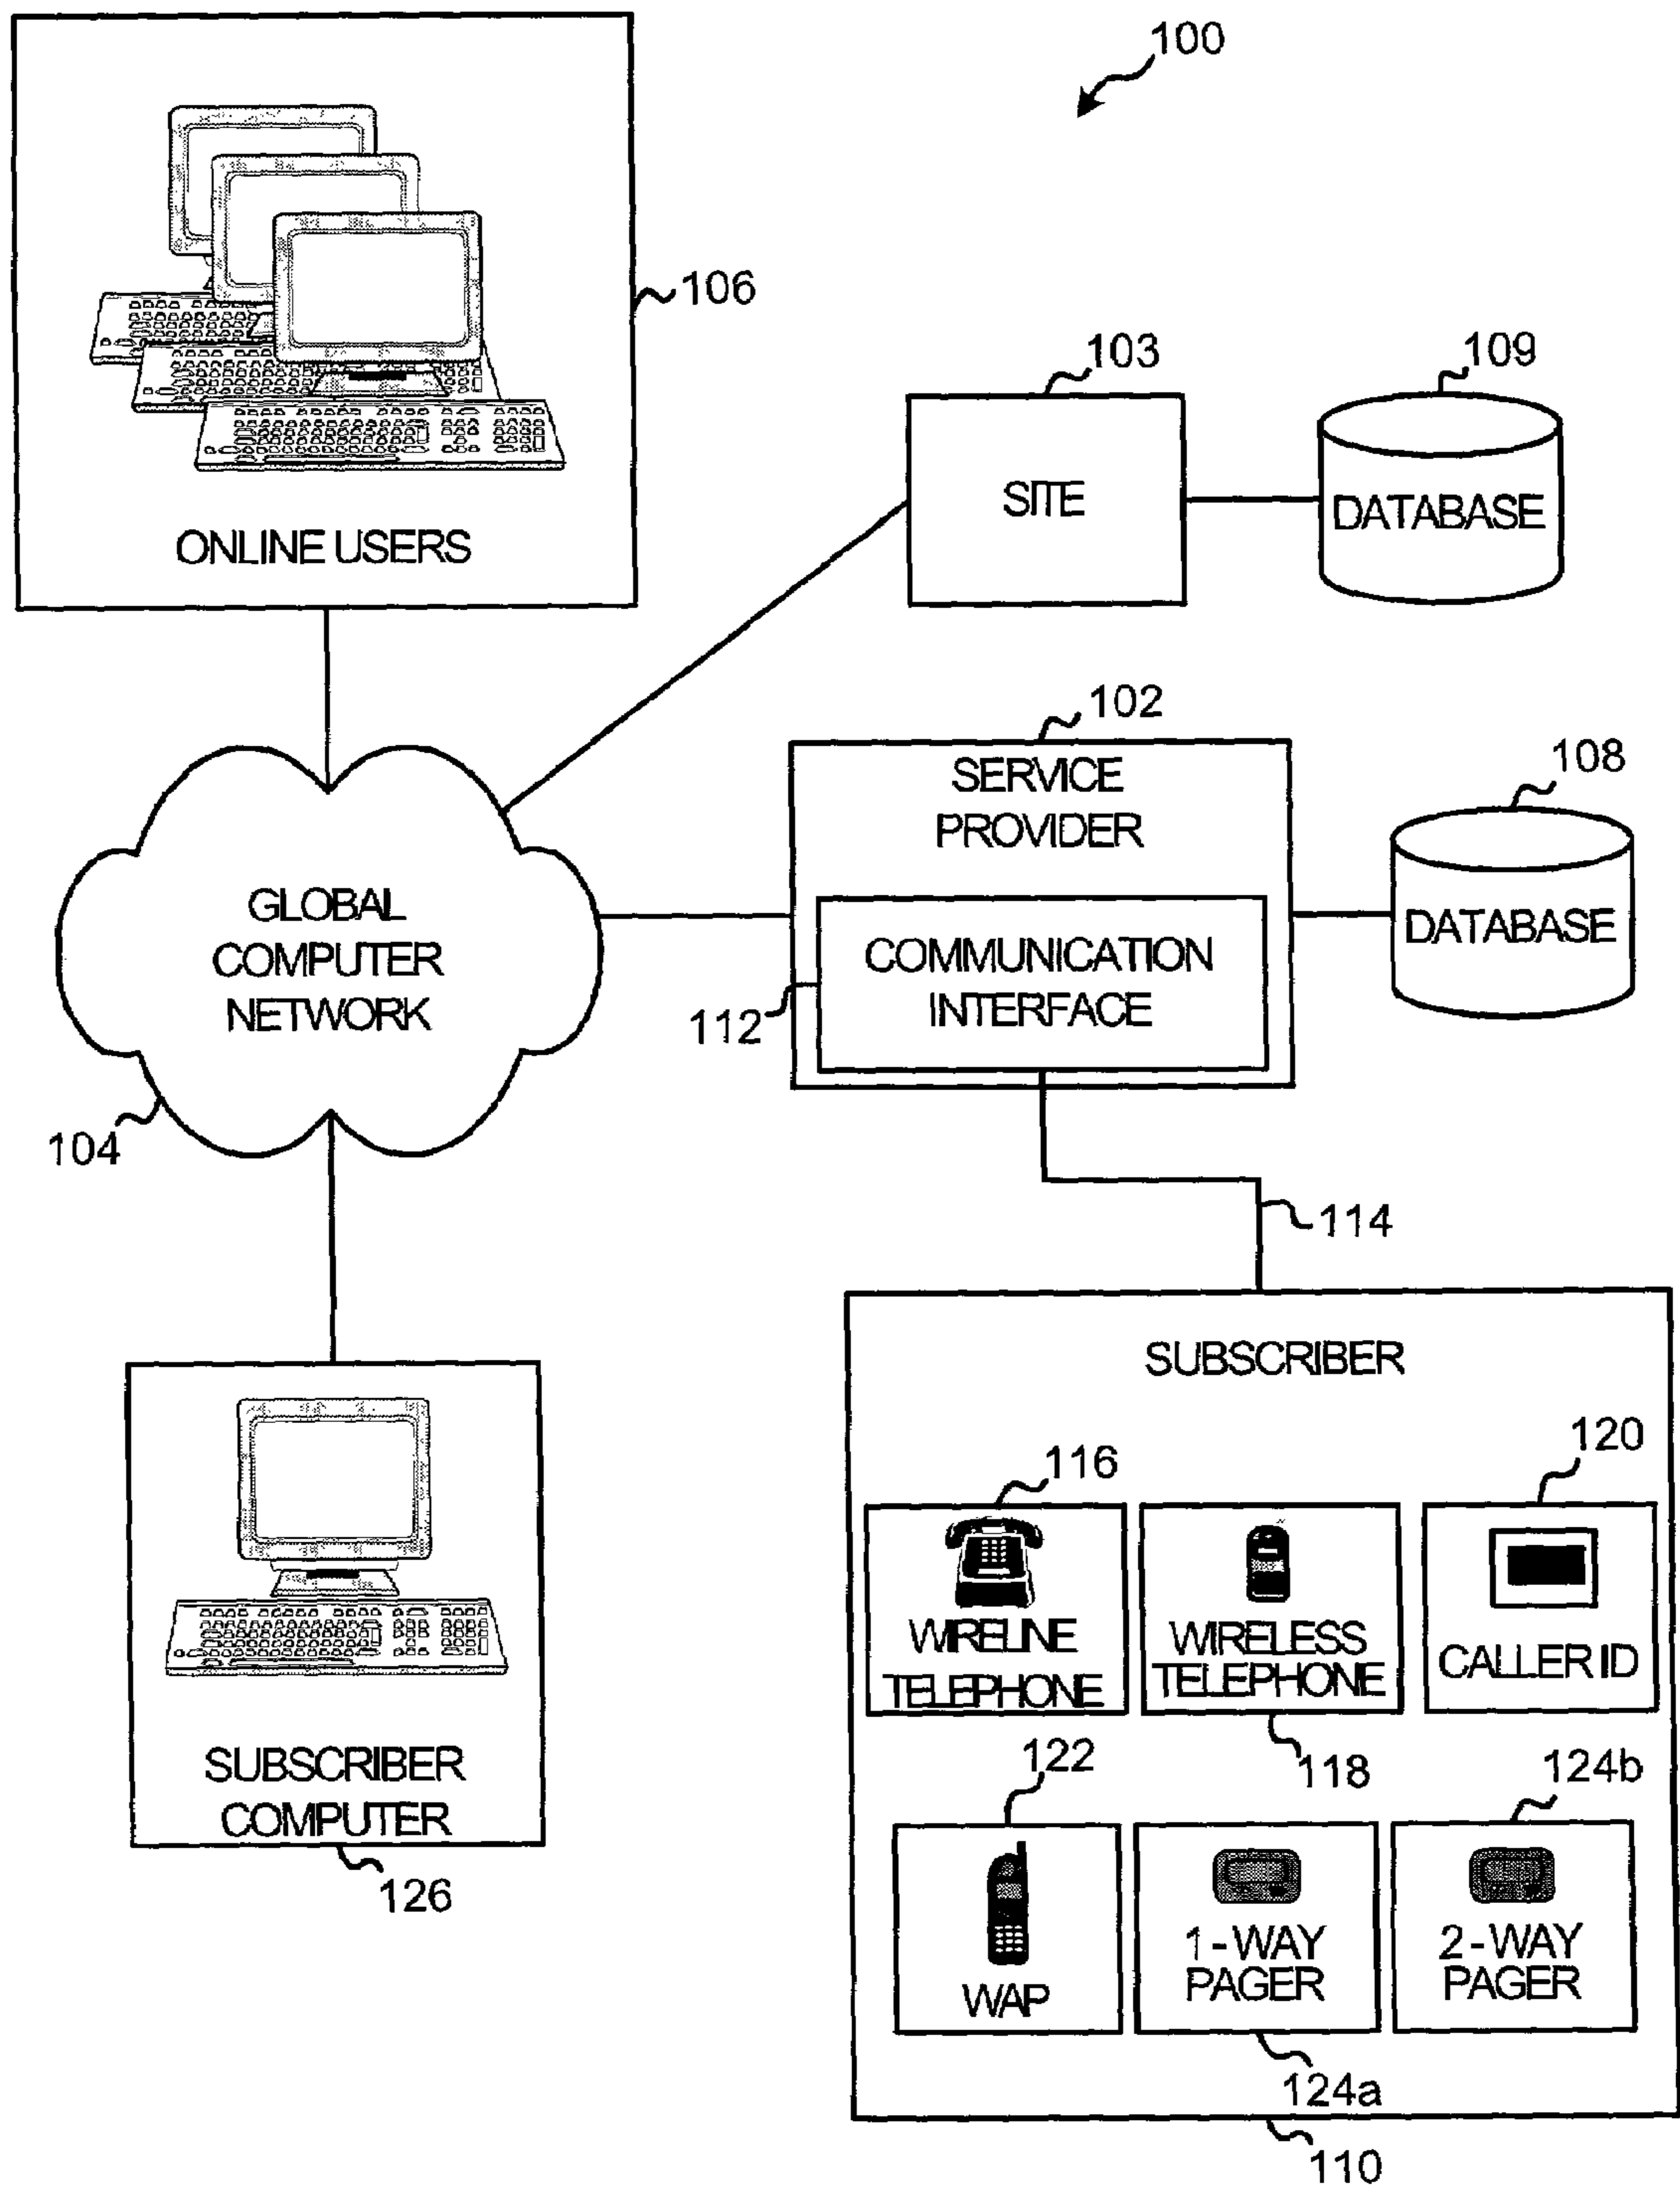 100
106
ONLINE USERS
103
SITE
109
DATABASE
102
SERVICE
PROVIDER
108
DATABASE
GLOBAL
COMPUTER
NETWORK
COMMUNICATION
INTERFACE
112
104
114
SUBSCRIBER
116
120
WIRELINE
TELEPHONE
WIRELESS
TELEPHONE
CALLER ID
SUBSCRIBER
COMPUTER
126
122
118
124b
WAP
1-WAY
PAGER
2-WAY
PAGER
124a
110